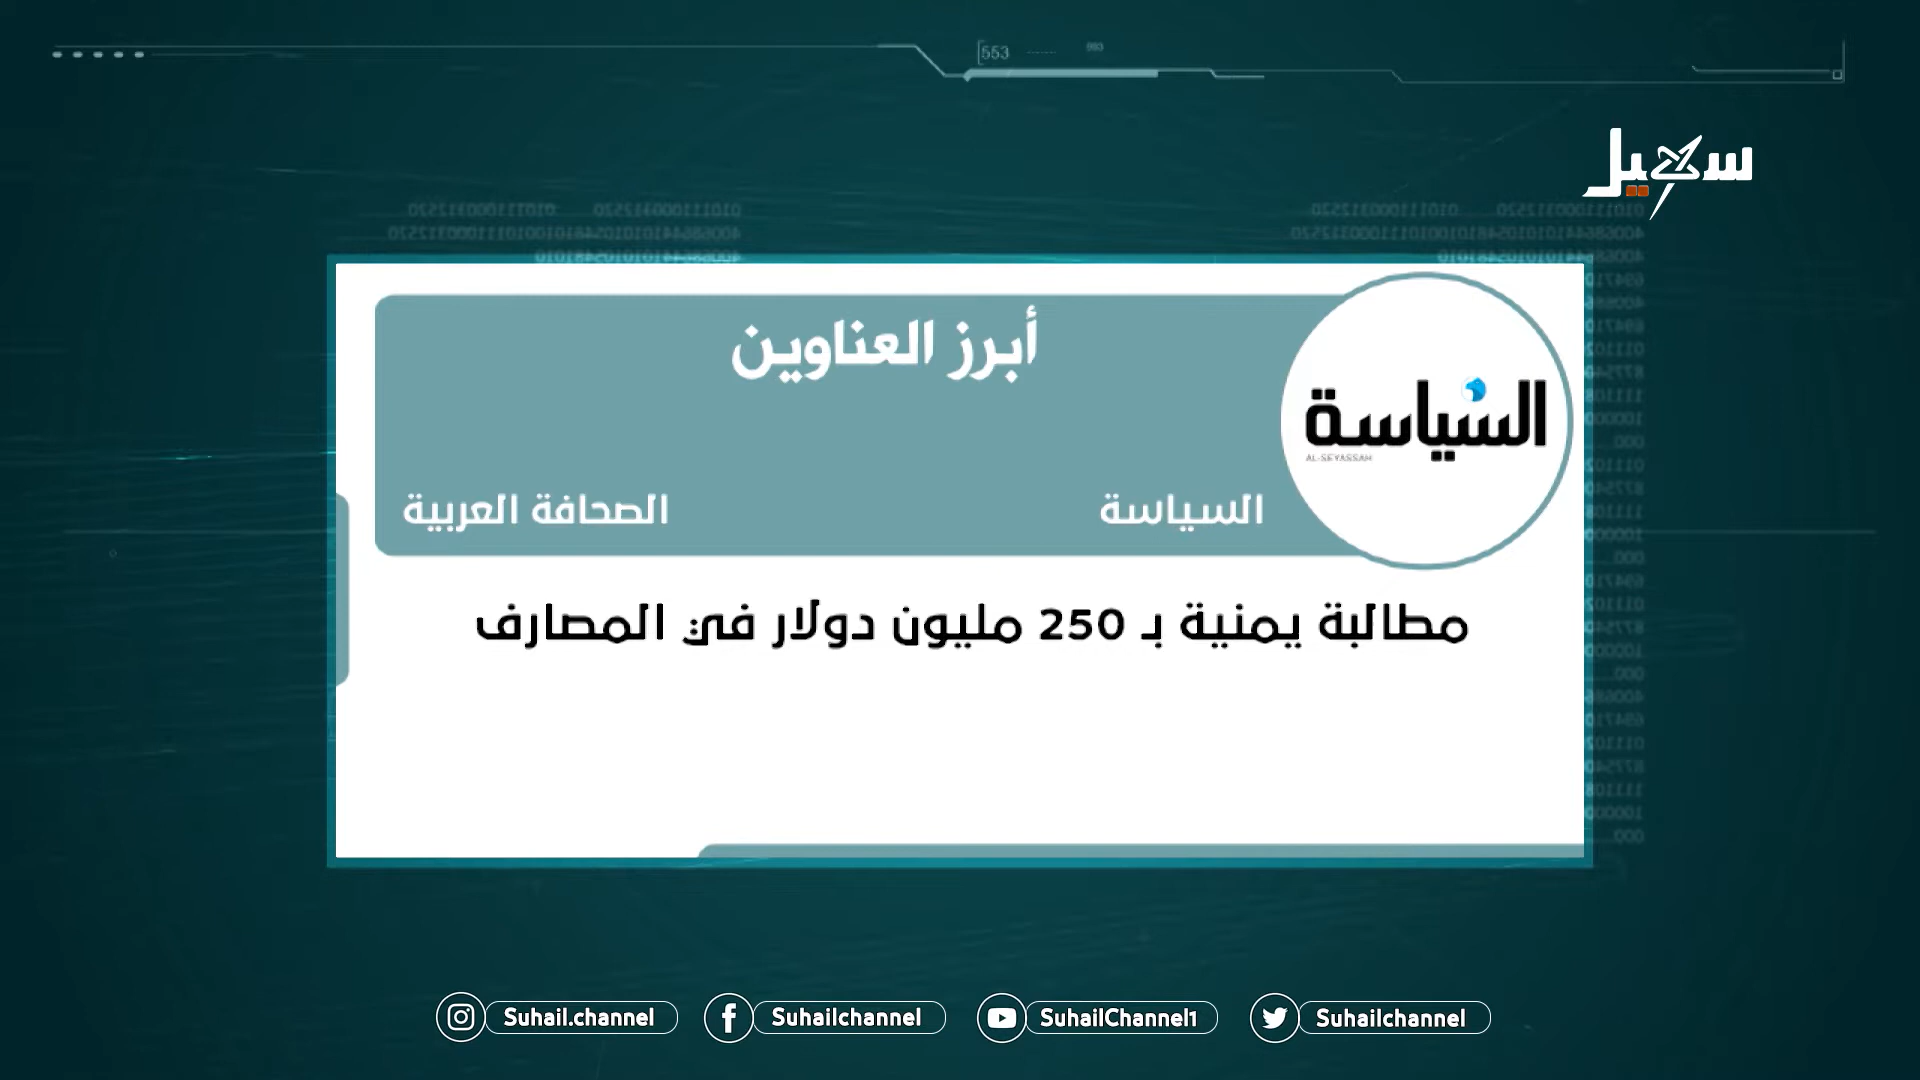 553
سهيل
أبرز العناوين
السياسة
AL-SEYASSAH
السياسة
الصحافة العربية
مطالبة يمنية بـ 250 مليون دولار في المصارف
Suhail.channel
Suhailchannel
SuhailChannel1
Suhailchannel